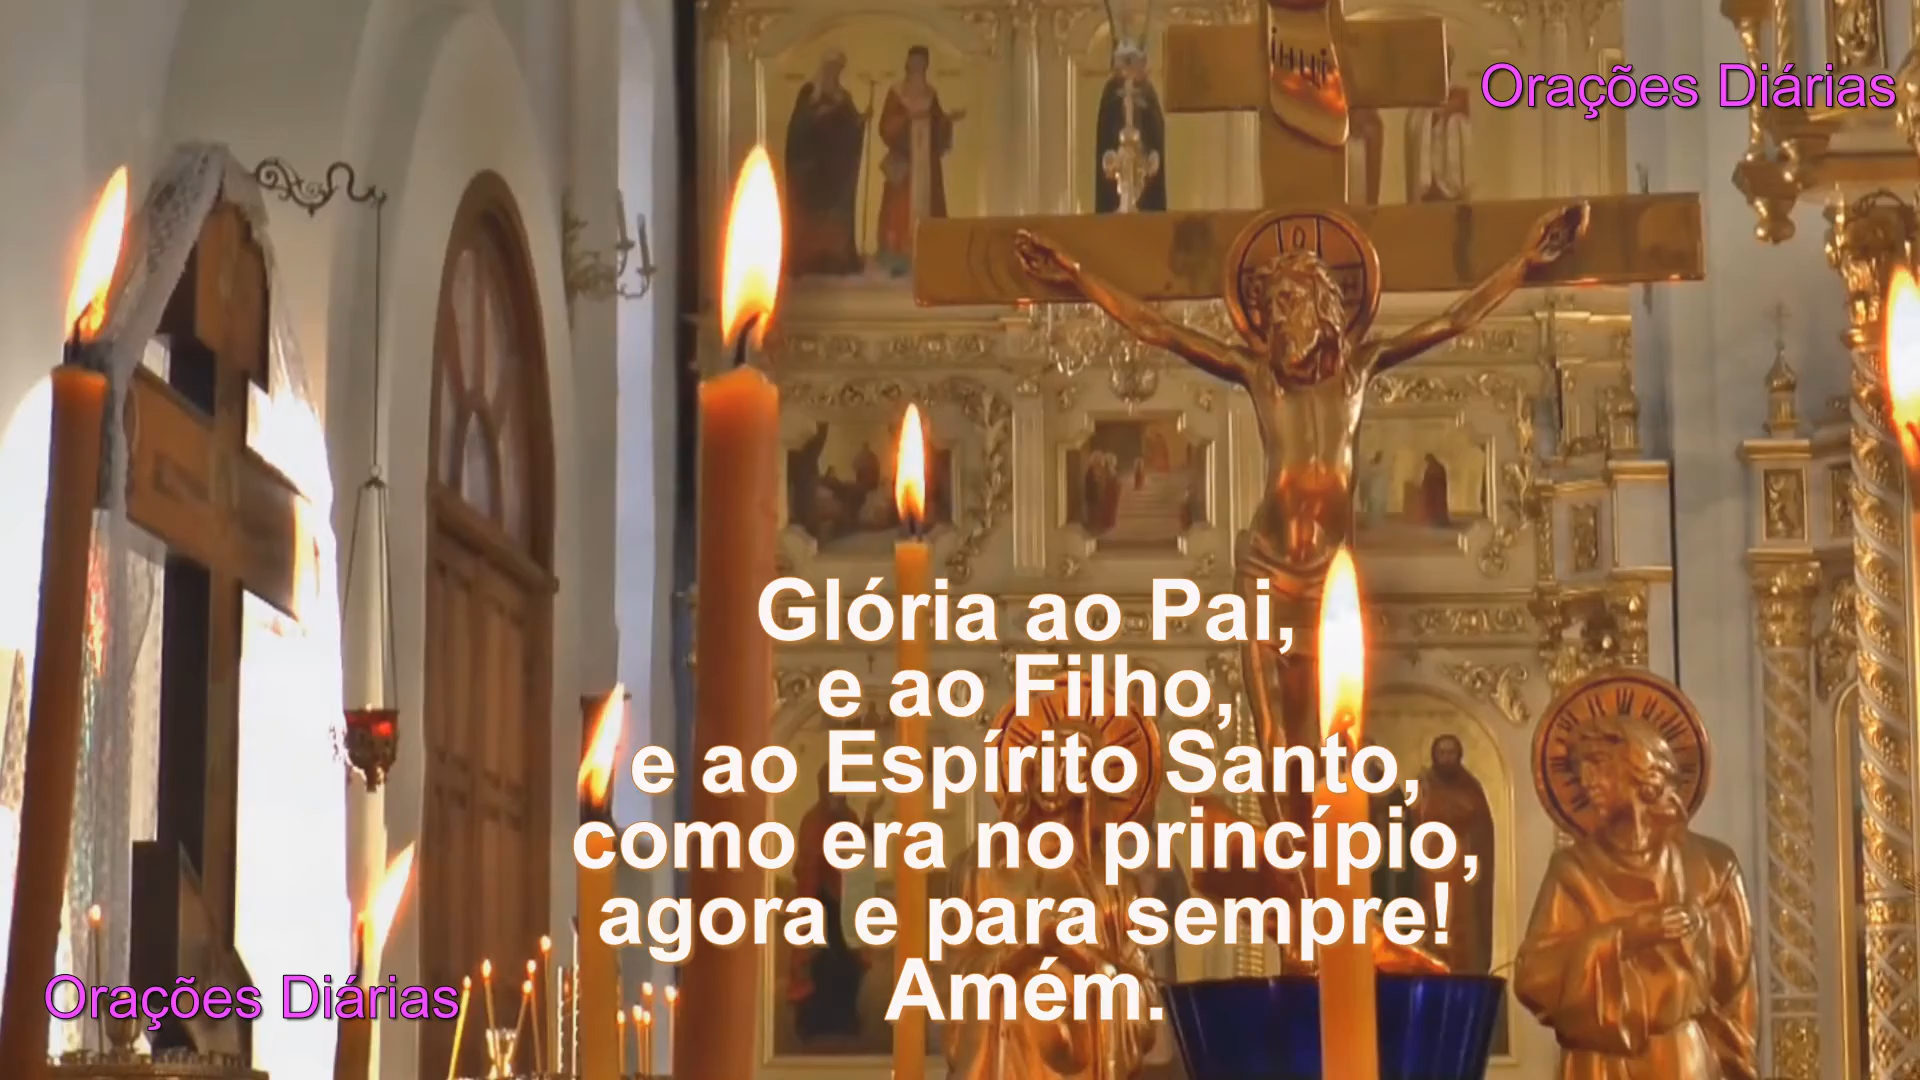 Orações Diárias
Glória ao Pai,
e ao Filho,
e ao Espírito Santo,
como era no princípio,
agora e para sempre!
Amém.
Orações Diárias